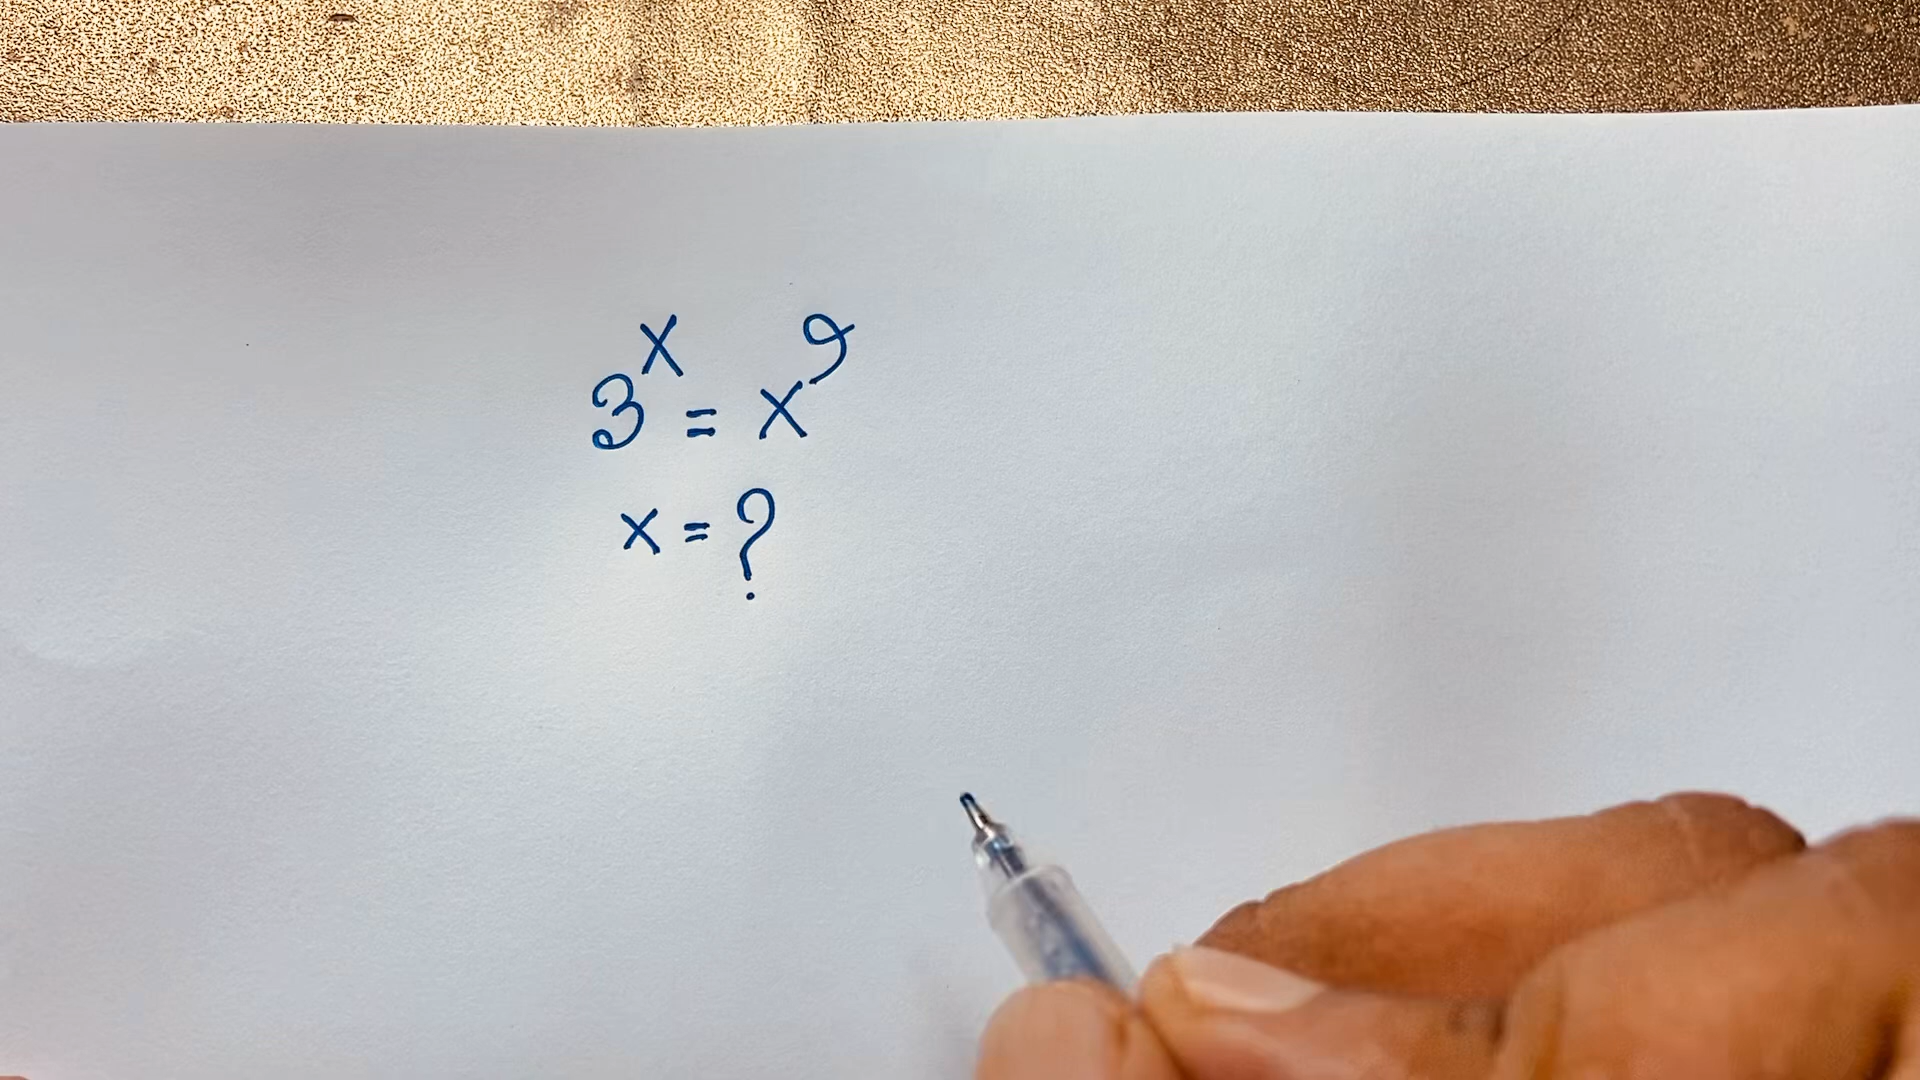 3^x = x^9
x = ?